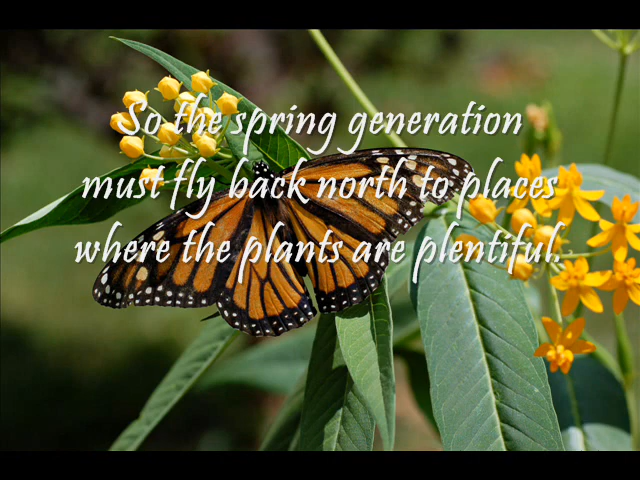 So the spring generation
must fly back north to places
where the plants are plentiful.